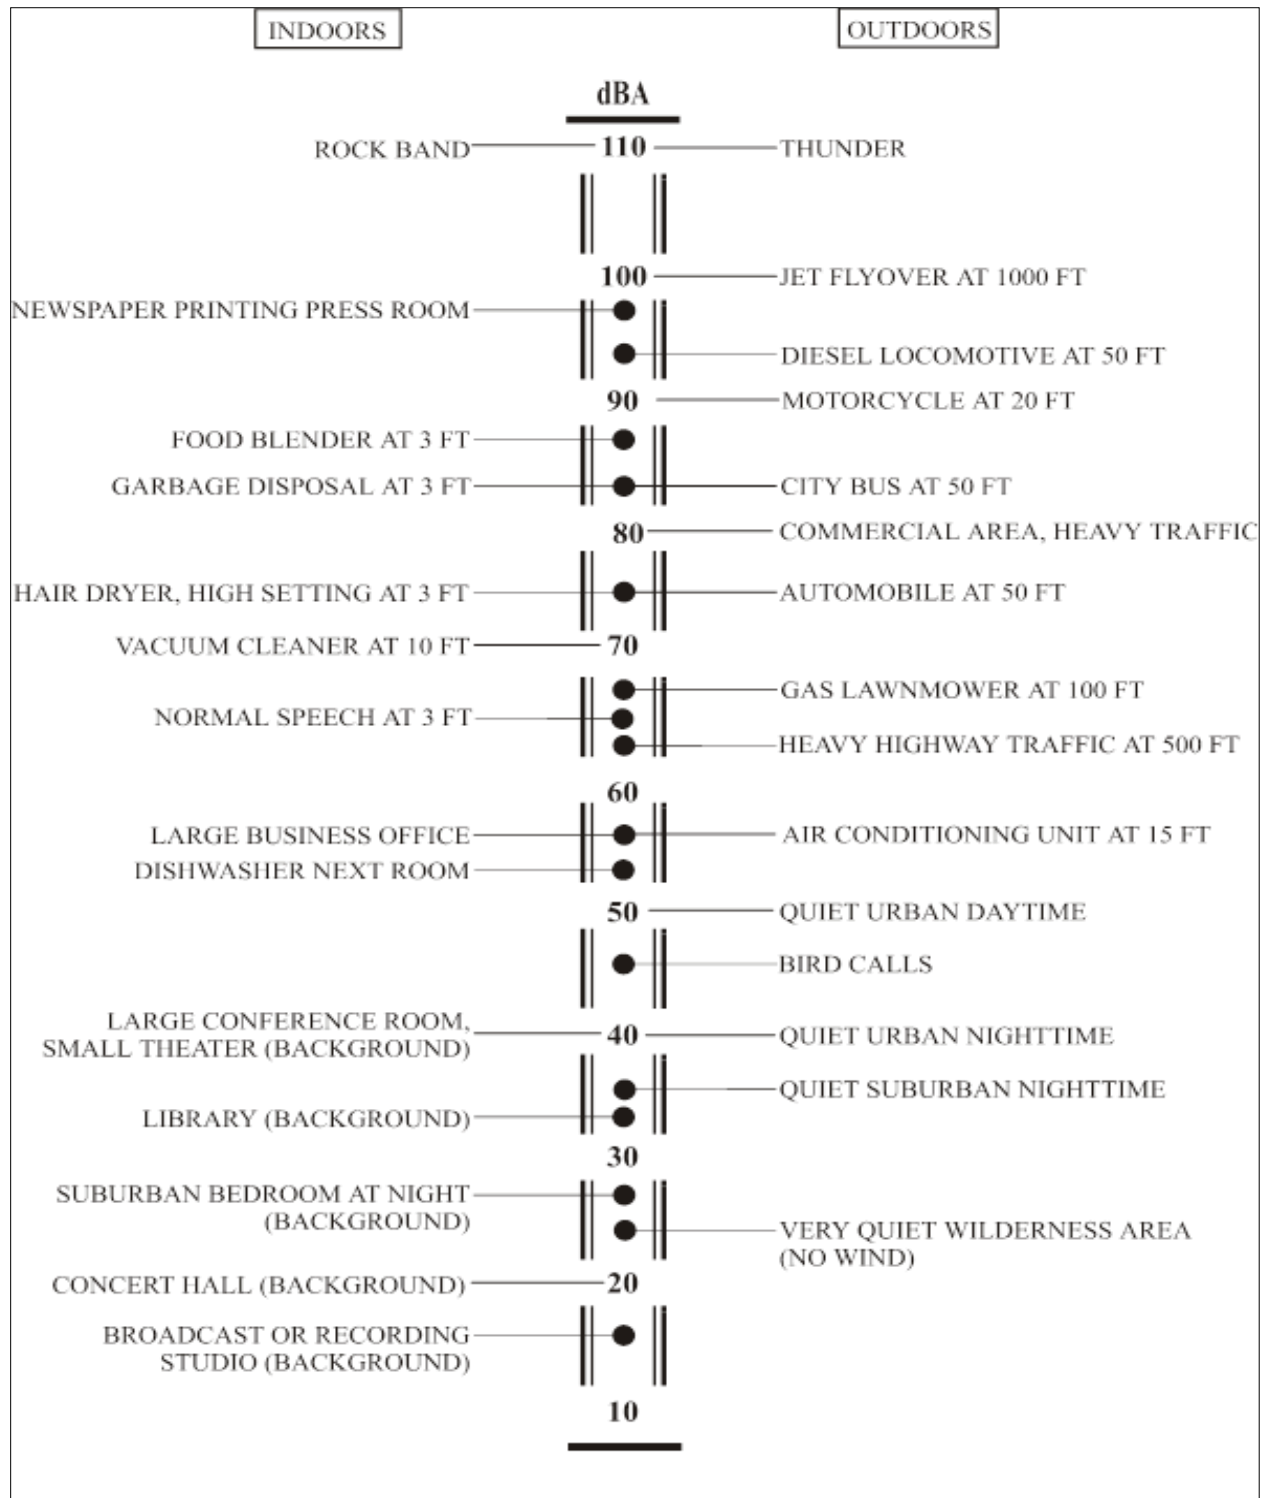 INDOORS
OUTDOORS
dBA
ROCK BAND 110 THUNDER
100 JET FLYOVER AT 1000 FT
NEWSPAPER PRINTING PRESS ROOM
DIESEL LOCOMOTIVE AT 50 FT
90 MOTORCYCLE AT 20 FT
FOOD BLENDER AT 3 FT
GARBAGE DISPOSAL AT 3 FT CITY BUS AT 50 FT
80 COMMERCIAL AREA, HEAVY TRAFFIC
HAIR DRYER, HIGH SETTING AT 3 FT AUTOMOBILE AT 50 FT
VACUUM CLEANER AT 10 FT 70
GAS LAWNMOWER AT 100 FT
NORMAL SPEECH AT 3 FT
HEAVY HIGHWAY TRAFFIC AT 500 FT
60
LARGE BUSINESS OFFICE AIR CONDITIONING UNIT AT 15 FT
DISHWASHER NEXT ROOM
50 QUIET URBAN DAYTIME
BIRD CALLS
LARGE CONFERENCE ROOM,
SMALL THEATER (BACKGROUND) 40 QUIET URBAN NIGHTTIME
QUIET SUBURBAN NIGHTTIME
LIBRARY (BACKGROUND)
30
SUBURBAN BEDROOM AT NIGHT
(BACKGROUND)
VERY QUIET WILDERNESS AREA
(NO WIND)
CONCERT HALL (BACKGROUND) 20
BROADCAST OR RECORDING
STUDIO (BACKGROUND)
10